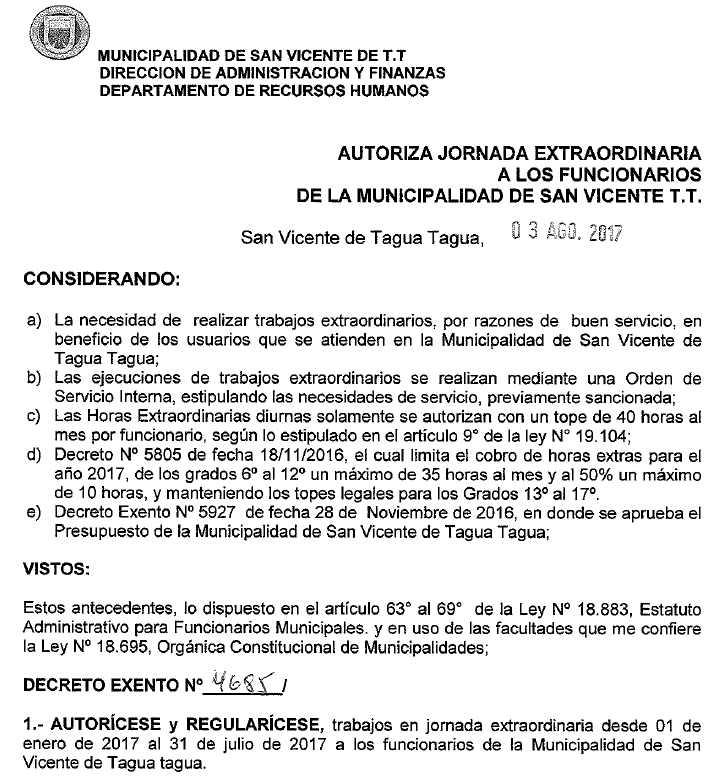 MUNICIPALIDAD DE SAN VICENTE DE T.T
DIRECCION DE ADMINISTRACION Y FINANZAS
DEPARTAMENTO DE RECURSOS HUMANOS
AUTORIZA JORNADA EXTRAORDINARIA
A LOS FUNCIONARIOS
DE LA MUNICIPALIDAD DE SAN VICENTE T.T.
San Vicente de Tagua Tagua, 03 AGO. 2017
CONSIDERANDO:
a) La necesidad de realizar trabajos extraordinarios, por razones de buen servicio, en
beneficio de los usuarios que se atienden en la Municipalidad de San Vicente de
Tagua Tagua;
b) Las ejecuciones de trabajos extraordinarios se realizan mediante una Orden de
Servicio Interna, estipulando las necesidades de servicio, previamente sancionada;
c) Las Horas Extraordinarias diurnas solamente se autorizan con un tope de 40 horas al
mes por funcionario, según lo estipulado en el artículo 9° de la ley N° 19.104;
d) Decreto Nº 5805 de fecha 18/11/2016, el cual limita el cobro de horas extras para el
año 2017, de los grados 6º al 12º un máximo de 35 horas al mes y al 50% un máximo
de 10 horas, y manteniendo los topes legales para los Grados 13º al 17º.
e) Decreto Exento Nº 5927 de fecha 28 de Noviembre de 2016, en donde se aprueba el
Presupuesto de la Municipalidad de San Vicente de Tagua Tagua;
VISTOS:
Estos antecedentes, lo dispuesto en el artículo 63° al 69° de la Ley Nº 18.883, Estatuto
Administrativo para Funcionarios Municipales. y en uso de las facultades que me confiere
la Ley Nº 18.695, Orgánica Constitucional de Municipalidades;
DECRETO EXENTO Nº 4685 /
1.- AUTORÍCESE y REGULARÍCESE, trabajos en jornada extraordinaria desde 01 de
enero de 2017 al 31 de julio de 2017 a los funcionarios de la Municipalidad de San
Vicente de Tagua tagua.